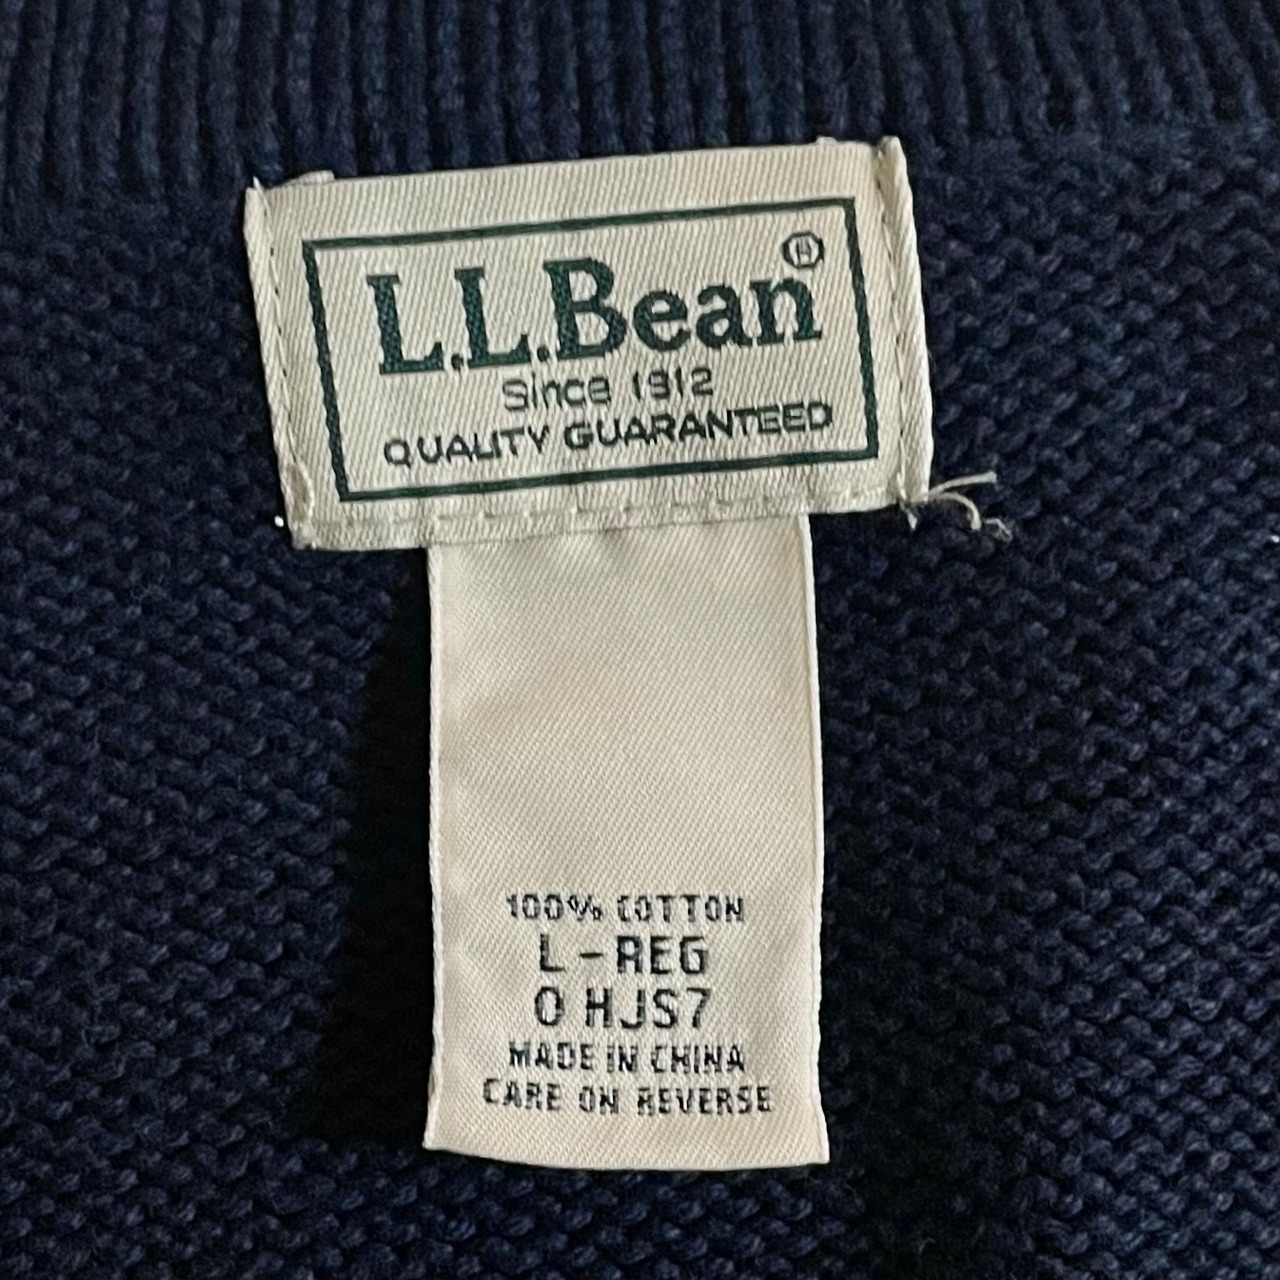 L.L.Bean®
Since 1912
QUALITY GUARANTEED
100% COTTON
L-REG
0 HJS7
MADE IN CHINA
CARE ON REVERSE